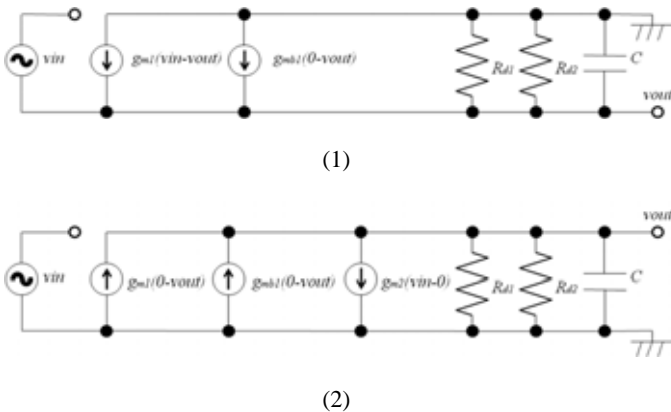 vin
gm1(vin-vout)
gmb1(0-vout)
Rd1
Rd2
C
vout
(1)
vout
vin
gm1(0-vout)
gmb1(0-vout)
gm2(vin-0)
Rd1
Rd2
C
(2)